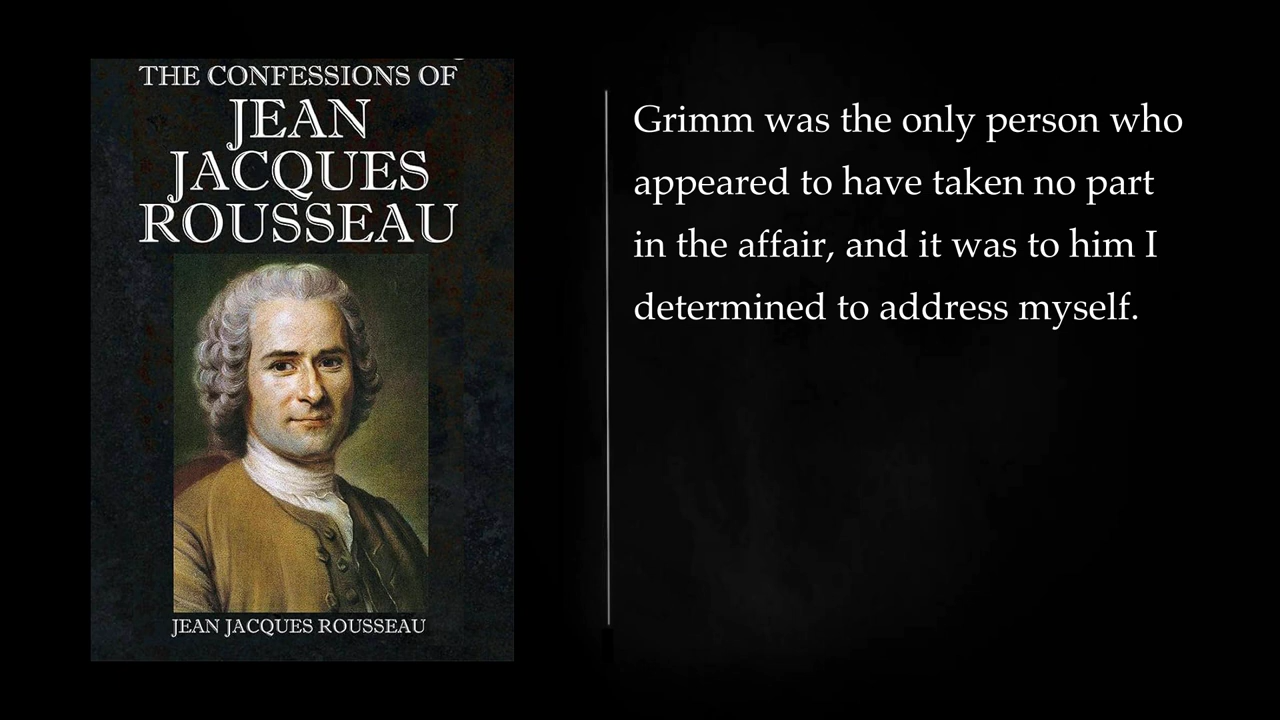 THE CONFESSIONS OF
JEAN
JACQUES
ROUSSEAU
JEAN JACQUES ROUSSEAU
Grimm was the only person who
appeared to have taken no part
in the affair, and it was to him I
determined to address myself.